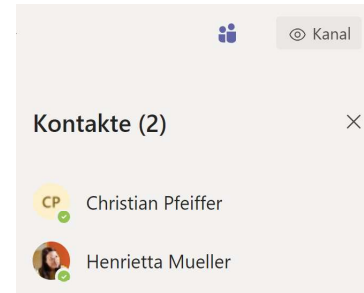 Kanal
Kontakte (2)
CP Christian Pfeiffer
Henrietta Mueller